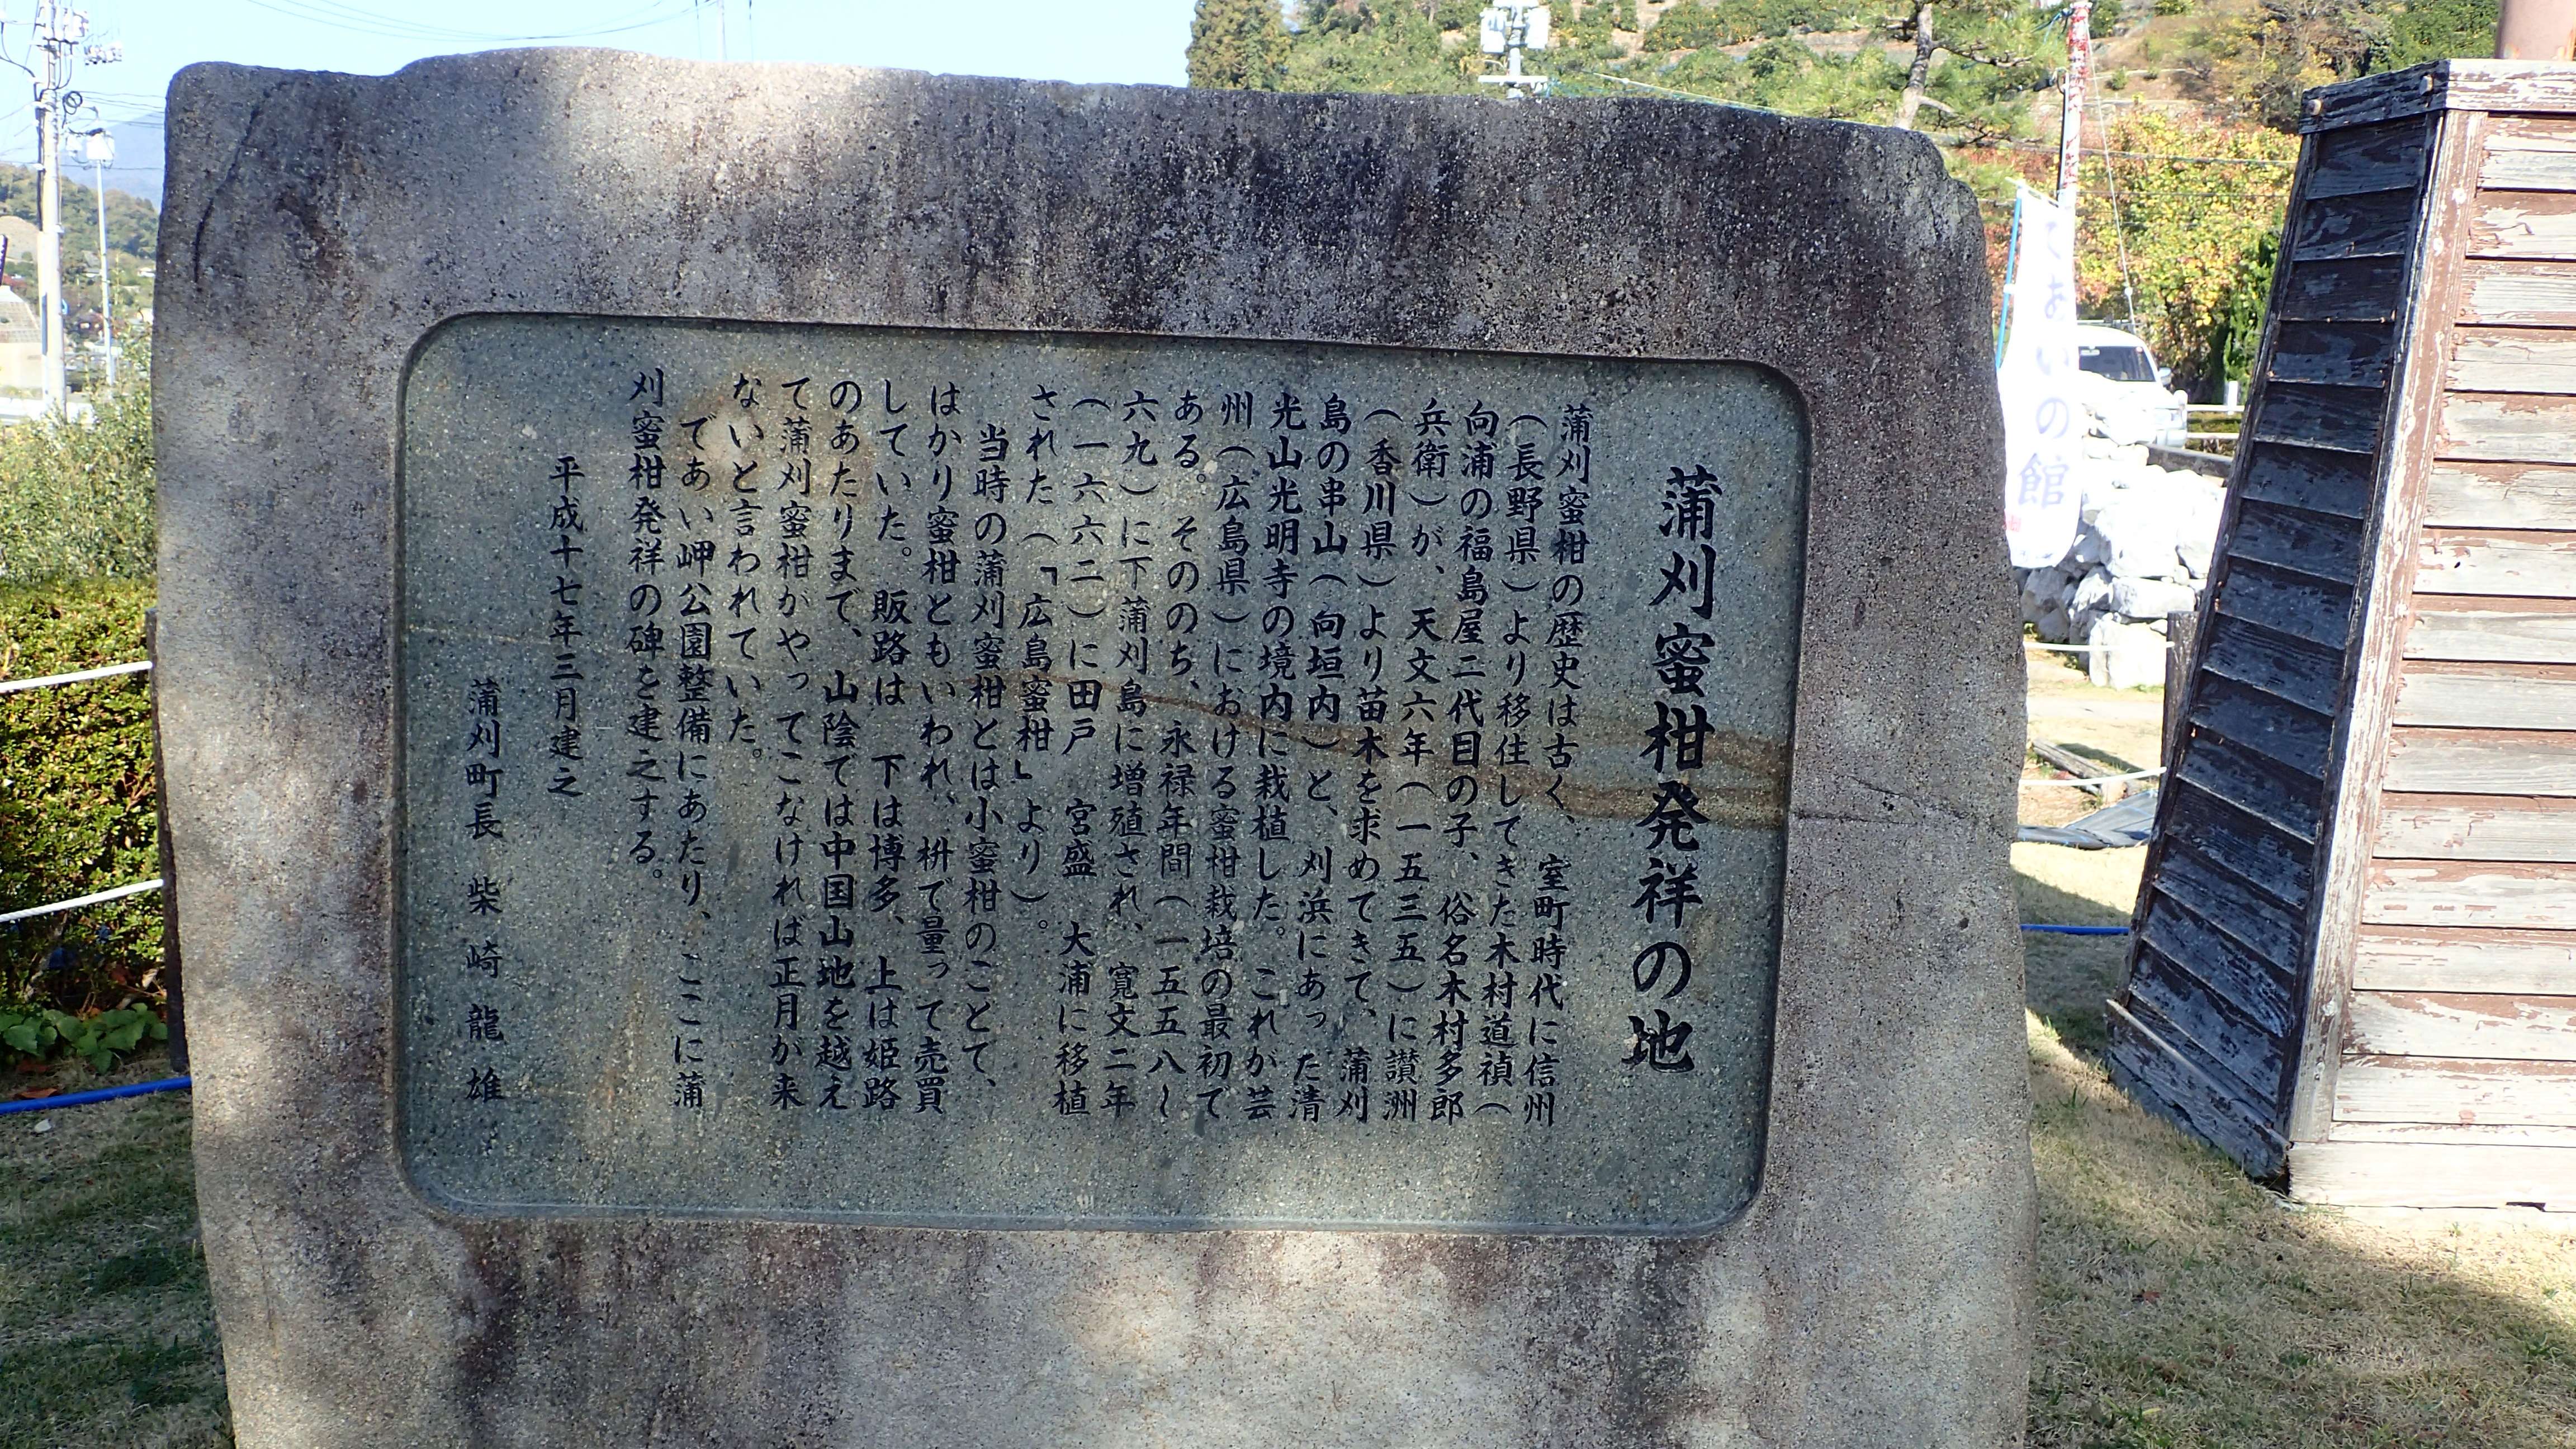 蒲刈蜜柑発祥の地
蒲刈蜜柑の歴史は古く、室町時代に信州
（長野県）より移住してきた木村道禎（
向浦の福島屋二代目の子、俗名木村多郎
兵衛）が、天文六年（一五三五）に讃洲
（香川県）より苗木を求めてきて、蒲刈
島の串山（向垣内）と、刈浜にあった清
光山光明寺の境内に栽植した。これが芸
州（広島県）における蜜柑栽培の最初で
ある。そののち、永禄年間（一五五八～
六九）に下蒲刈島に増殖され、寛文二年
（一六六二）に田戸 宮盛 大浦に移植
された（「広島蜜柑」より）。
当時の蒲刈蜜柑とは小蜜柑のことで、
はかり蜜柑ともいわれ、枡で量って売買
していた。販路は 下は博多、上は姫路
のあたりまで、山陰では中国山地を越え
て蒲刈蜜柑がやってこなければ正月が来
ないと言われていた。
であい岬公園整備にあたり、ここに蒲
刈蜜柑発祥の碑を建之する。
平成十七年三月建之
蒲刈町長 柴崎龍雄
おいの館